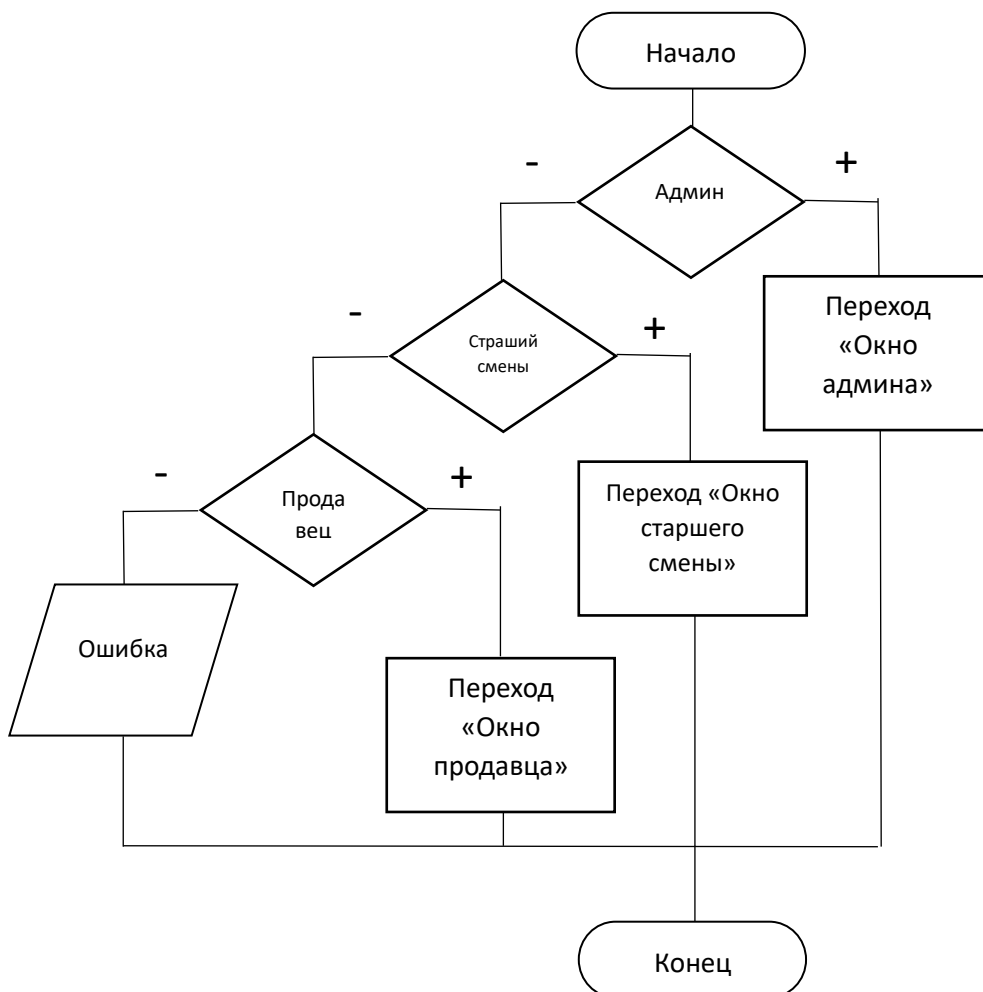 Начало
-
+
Админ
-
+
Страший
смены
Переход
«Окно
админа»
-
+
Прода
вец
Переход «Окно
старшего
смены»
Ошибка
Переход
«Окно
продавца»
Конец